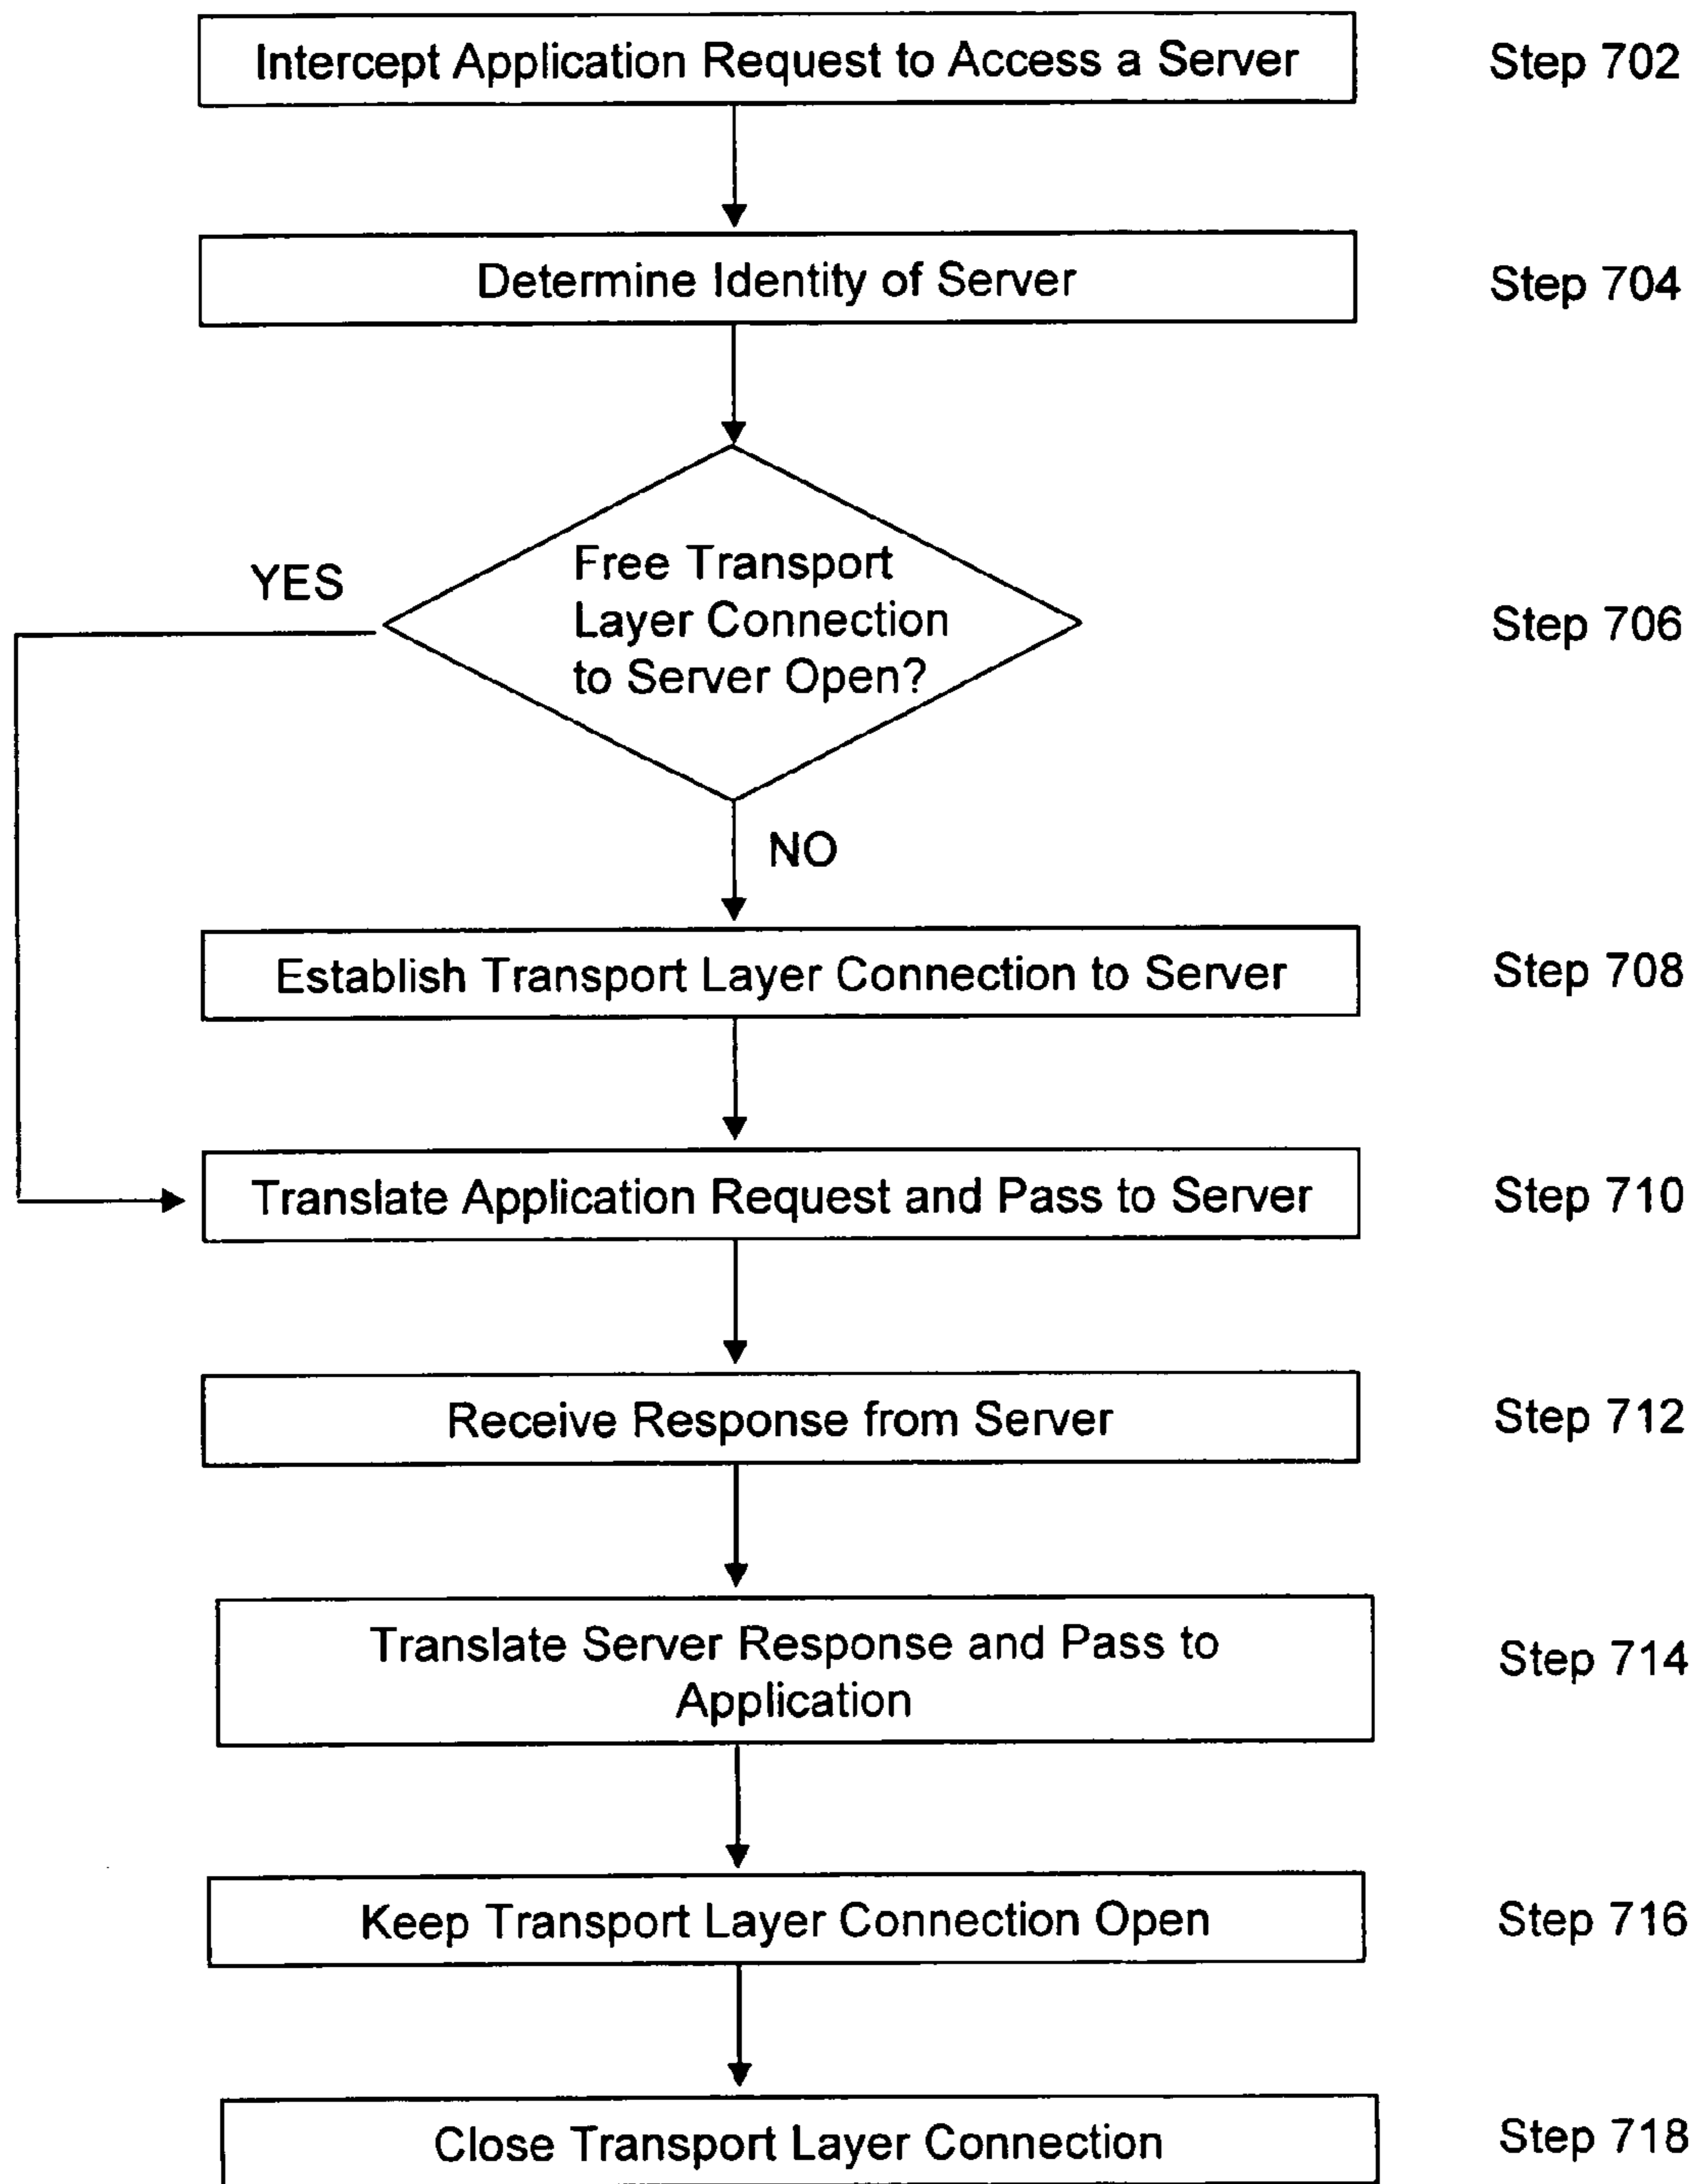 Intercept Application Request to Access a Server
Step 702
Determine Identity of Server
Step 704
Free Transport
Layer Connection
to Server Open?
YES
Step 706
NO
Establish Transport Layer Connection to Server
Step 708
Translate Application Request and Pass to Server
Step 710
Receive Response from Server
Step 712
Translate Server Response and Pass to
Application
Step 714
Keep Transport Layer Connection Open
Step 716
Close Transport Layer Connection
Step 718